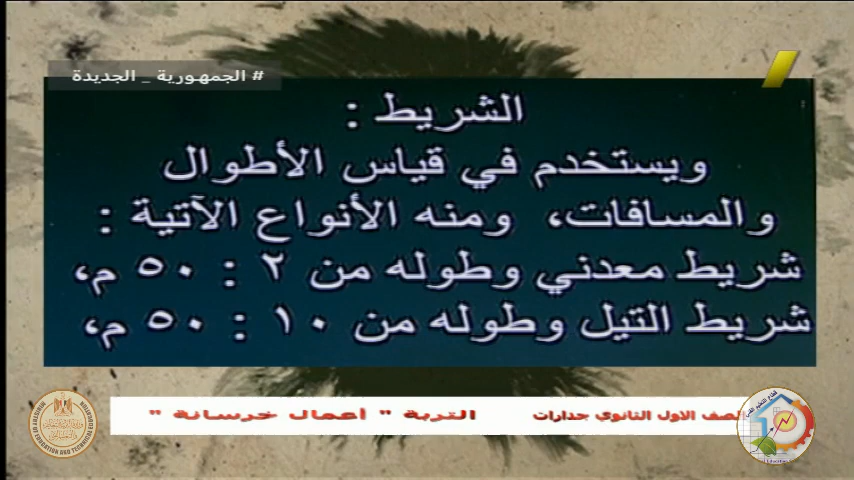 # الجمهورية _ الجديدة
الشريط :
ويستخدم في قياس الأطوال
والمسافات، ومنه الأنواع الآتية :
شريط معدني وطوله من ٢ : ٥٠ م،
شريط التيل وطوله من ١٠ : ٥٠ م،
الصف الاول الثانوي جدارات
التربة " أعمال خرسانة "